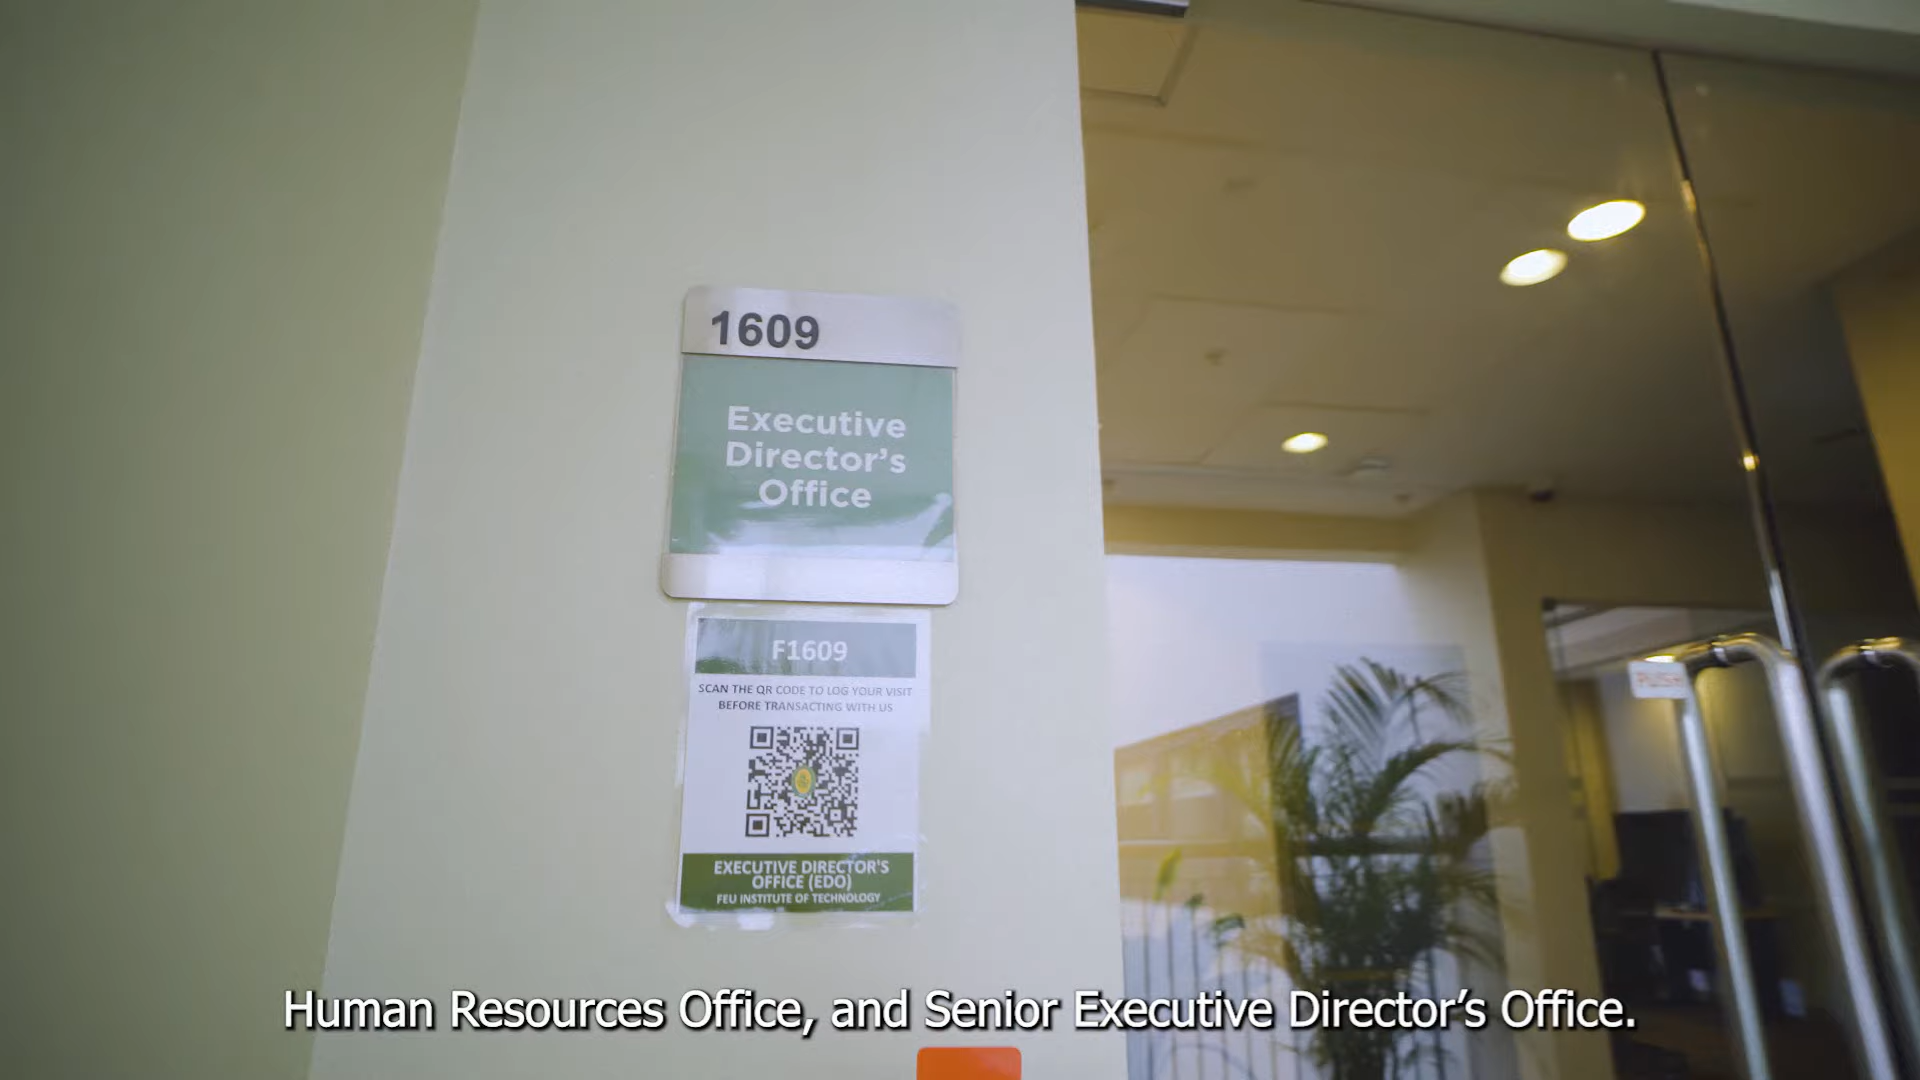 1609
Executive
Director's
Office
F1609
SCAN THE QR CODE TO LOG YOUR VISIT
BEFORE TRANSACTING WITH US
EXECUTIVE DIRECTOR'S
OFFICE (EDO)
FEU INSTITUTE OF TECHNOLOGY
PUSH
Human Resources Office, and Senior Executive Director’s Office.